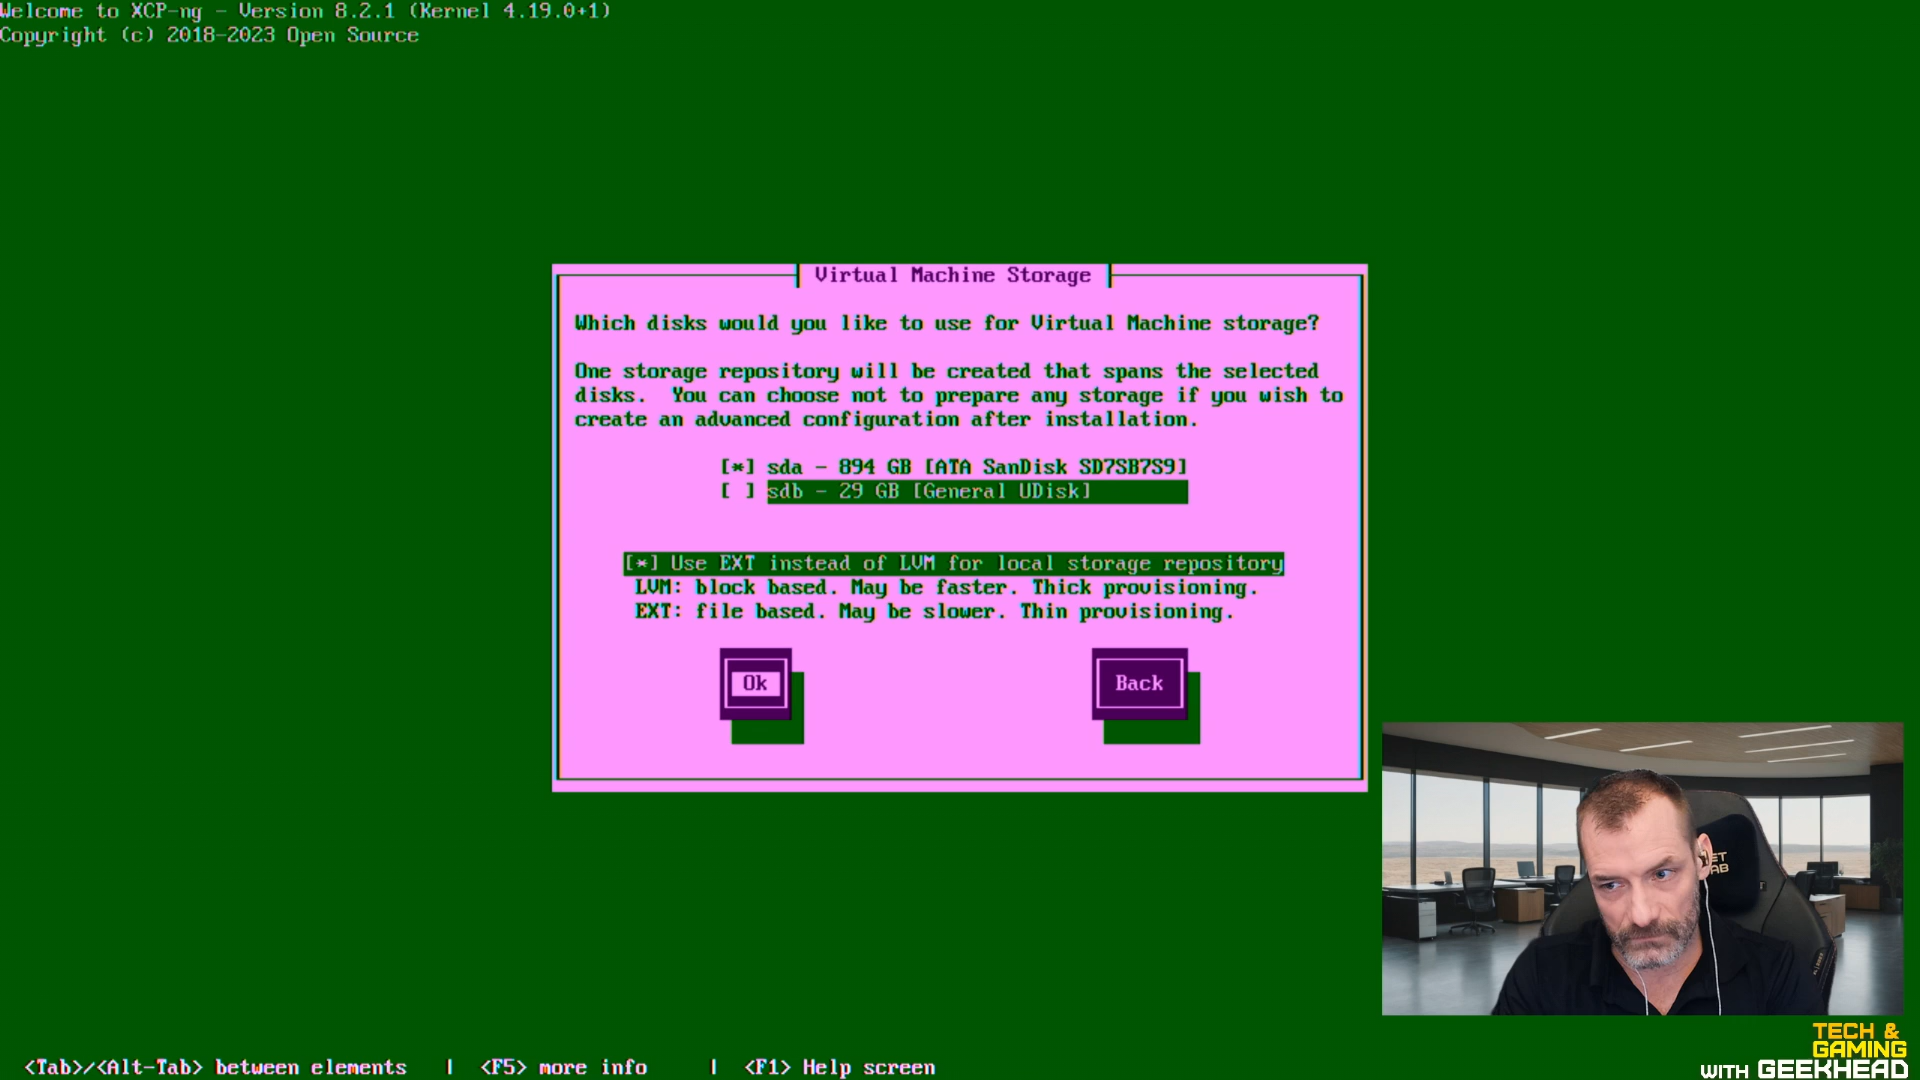 Welcome to XCP-ng - Version 8.2.1 (Kernel 4.19.0+1)
Copyright (c) 2018-2023 Open Source
Virtual Machine Storage
Which disks would you like to use for Virtual Machine storage?
One storage repository will be created that spans the selected
disks.  You can choose not to prepare any storage if you wish to
create an advanced configuration after installation.
[*] sda - 894 GB [ATA SanDisk SD7SB7S9]
[ ] sdb - 29 GB [General UDisk]
[*] Use EXT instead of LVM for local storage repository
LVM: block based. May be faster. Thick provisioning.
EXT: file based. May be slower. Thin provisioning.
Ok Back
<Tab>/<Alt-Tab> between elements | <F5> more info | <F1> Help screen
TECH &
GAMING
WITH GEEKHEAD